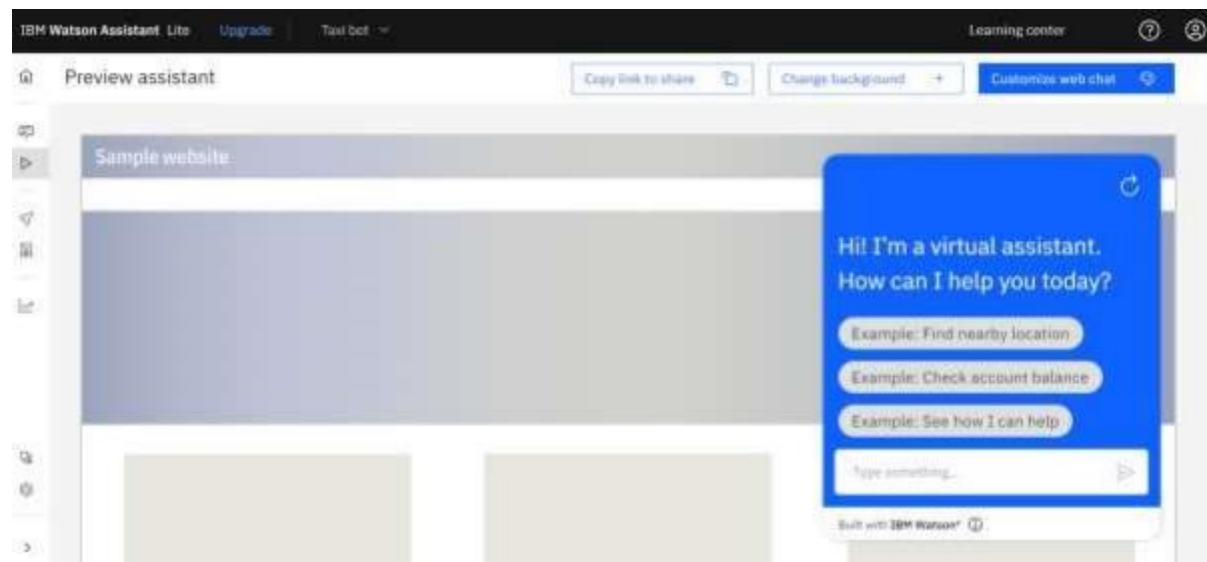 IBM Watson Assistant Lite Upgrade Taxi bot Learning center
Preview assistant Copy link to share Change background + Customize web chat
Sample website
Hi! I'm a virtual assistant.
How can I help you today?
Example: Find nearby location
Example: Check account balance
Example: See how I can help
Type something...
Built with IBM Watson®